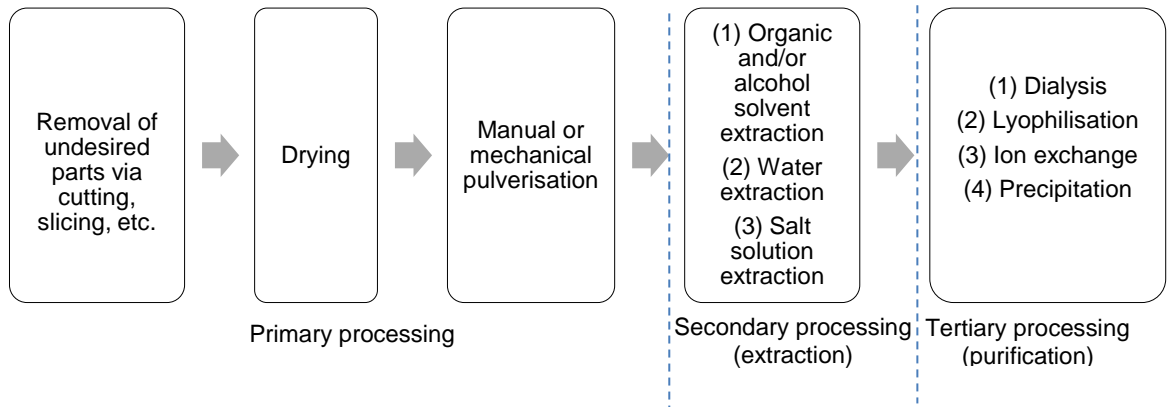 Removal of
undesired
parts via
cutting,
slicing, etc.
Drying
Manual or
mechanical
pulverisation
(1) Organic
and/or
alcohol
solvent
extraction
(2) Water
extraction
(3) Salt
solution
extraction
(1) Dialysis
(2) Lyophilisation
(3) Ion exchange
(4) Precipitation
Primary processing
Secondary processing
(extraction)
Tertiary processing
(purification)